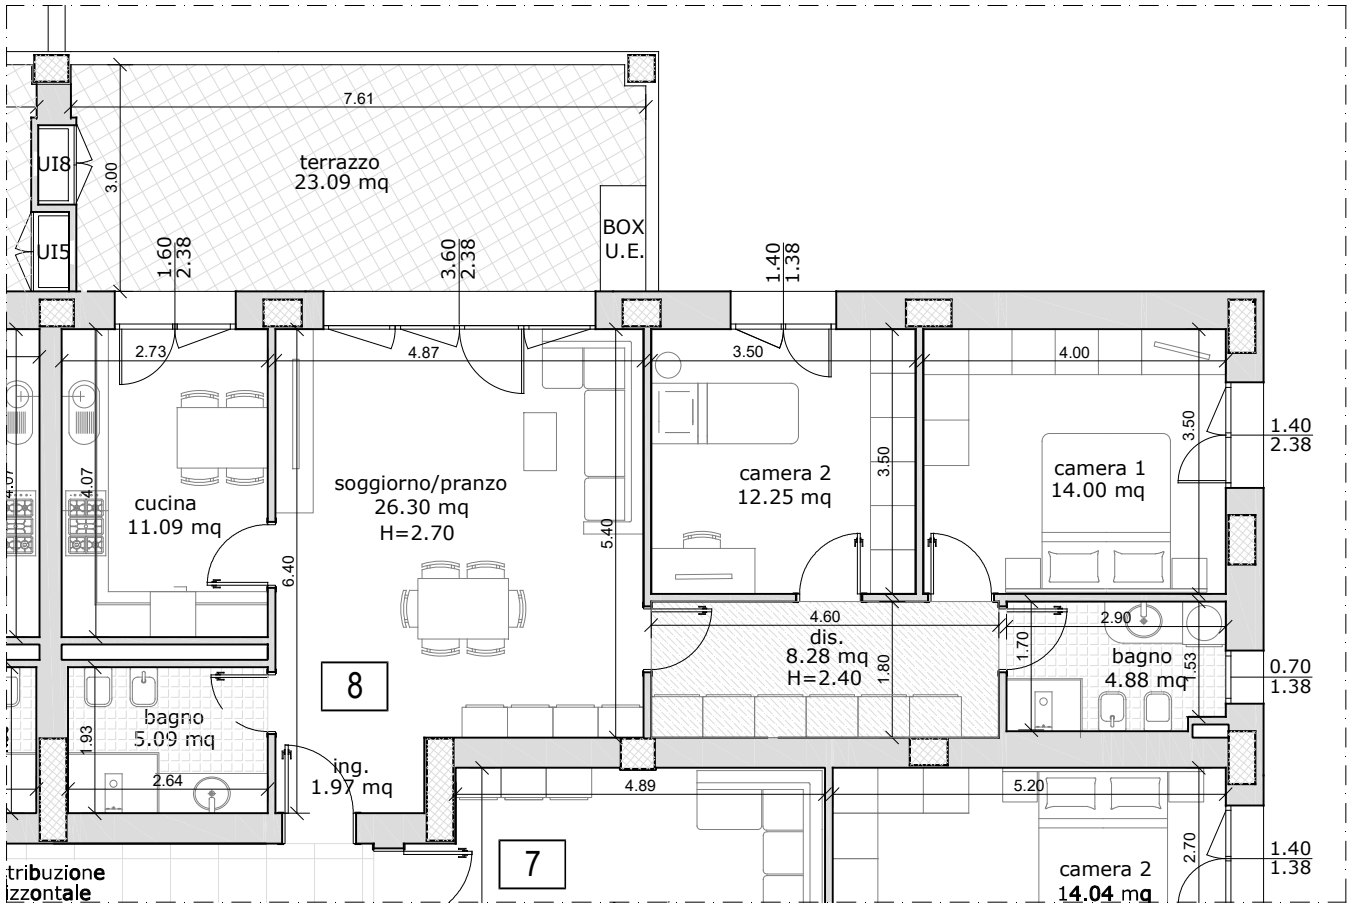 7.61
terrazzo
23.09 mq
3.00
UI8
UI5
BOX
U.E.
1.60
2.38
3.60
2.38
1.40
1.38
2.73
4.87
3.50
4.00
4.07
4.07
cucina
11.09 mq
soggiorno/pranzo
26.30 mq
H=2.70
5.40
6.40
camera 2
12.25 mq
3.50
camera 1
14.00 mq
3.50
1.40
2.38
4.60
dis.
8.28 mq
H=2.40
1.80
2.90
1.70
bagno
4.88 mq
1.53
0.70
1.38
8
bagno
5.09 mq
1.93
2.64
ing.
1.97 mq
4.89
5.20
7
2.70
camera 2
14.04 mq
1.40
1.38
tribuzione
izzontale